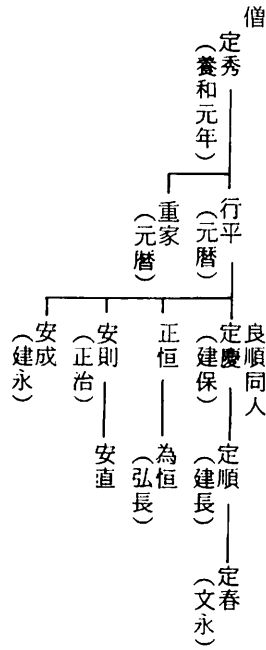 僧
定秀
（養和元年）
行平
（元暦）
重家
（元暦）
良順同人
定慶
（建保）
正恒
安則
（正治）
安成
（建永）
定順
（建長）
為恒
（弘長）
安直
定春
（文永）